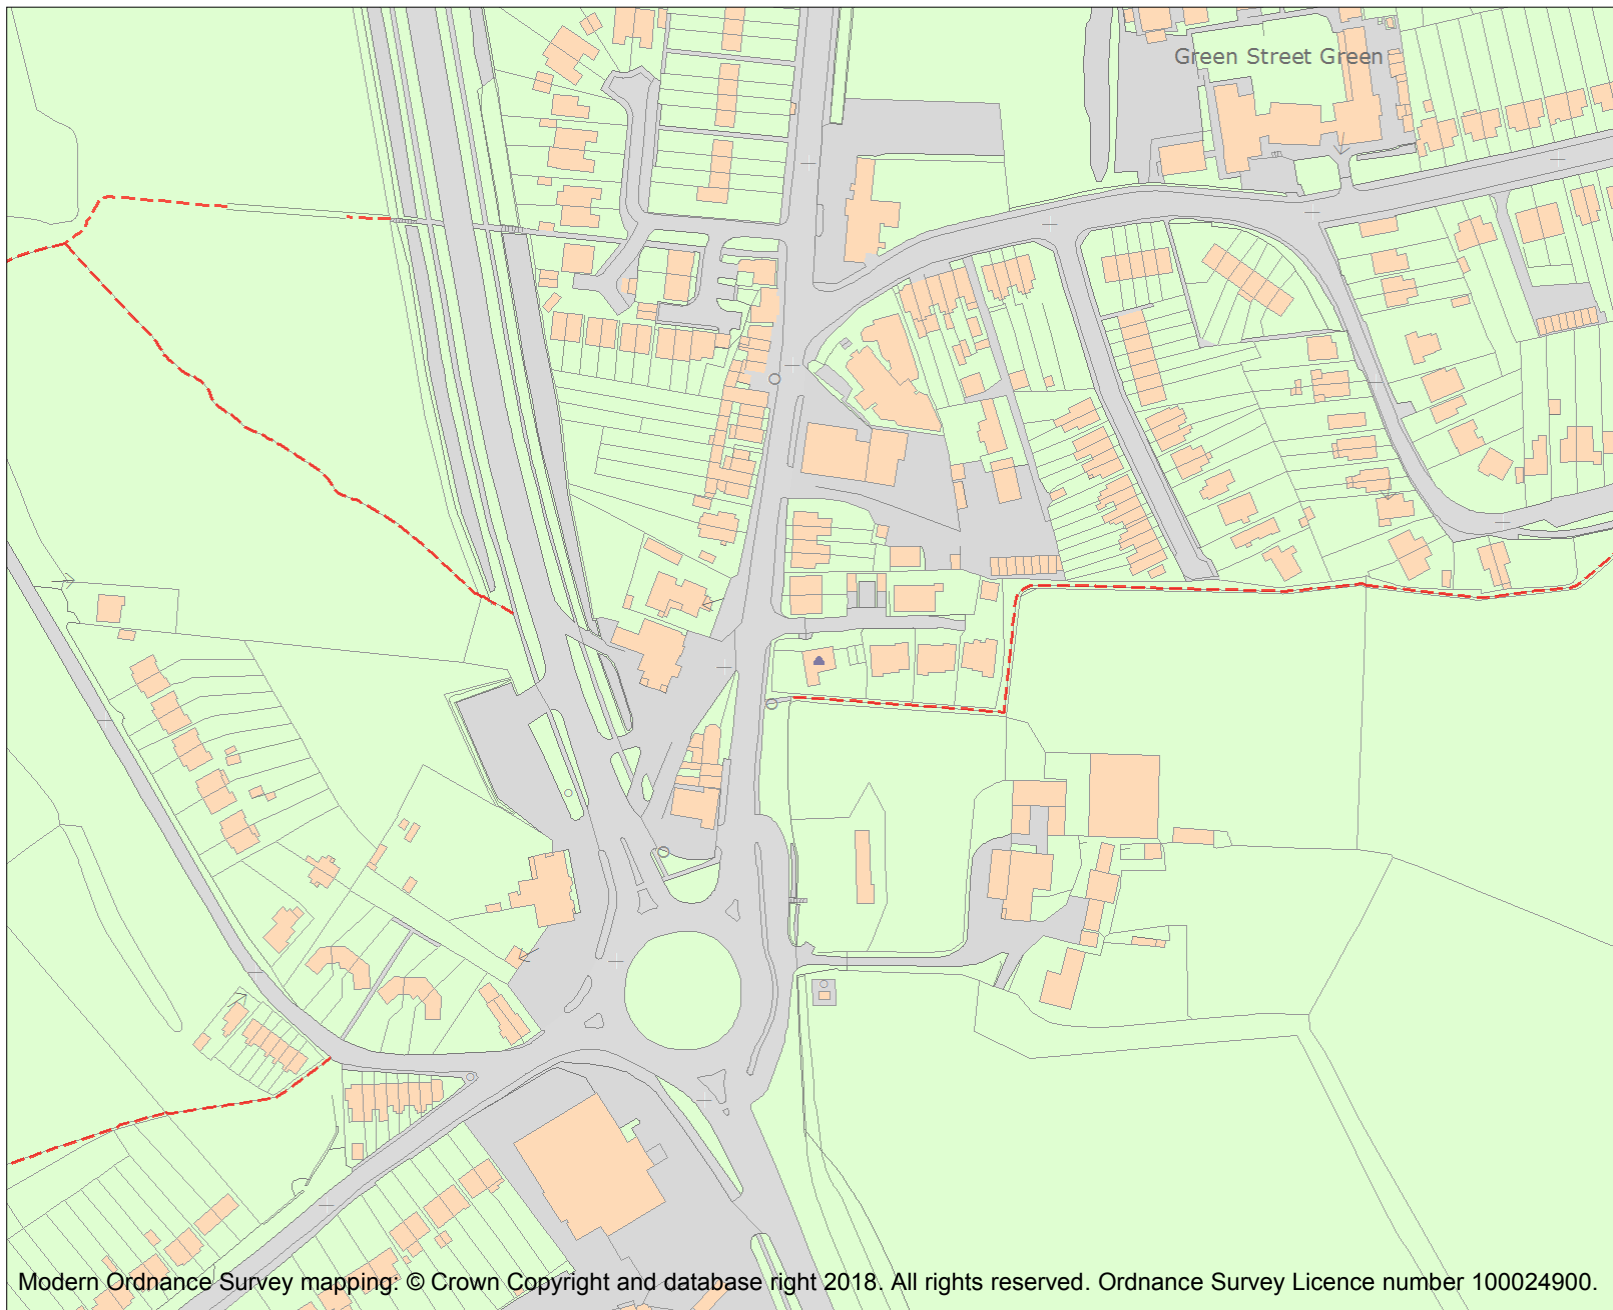 Green Street Green
Modern Ordnance Survey mapping: © Crown Copyright and database right 2018. All rights reserved. Ordnance Survey Licence number 100024900.